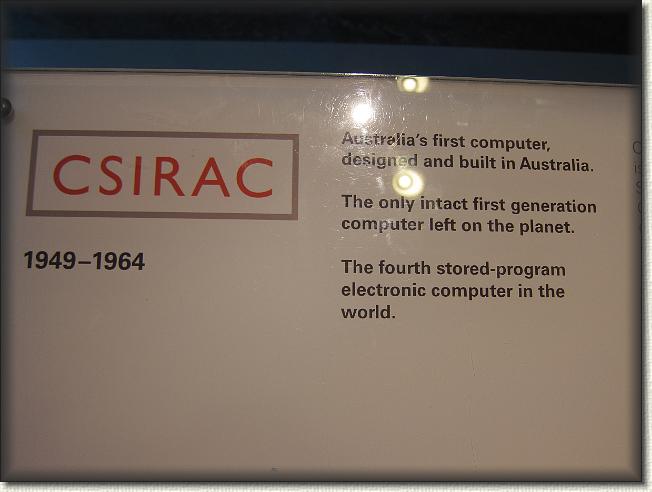 CSIRAC
1949–1964
Australia's first computer,
designed and built in Australia.
The only intact first generation
computer left on the planet.
The fourth stored-program
electronic computer in the
world.